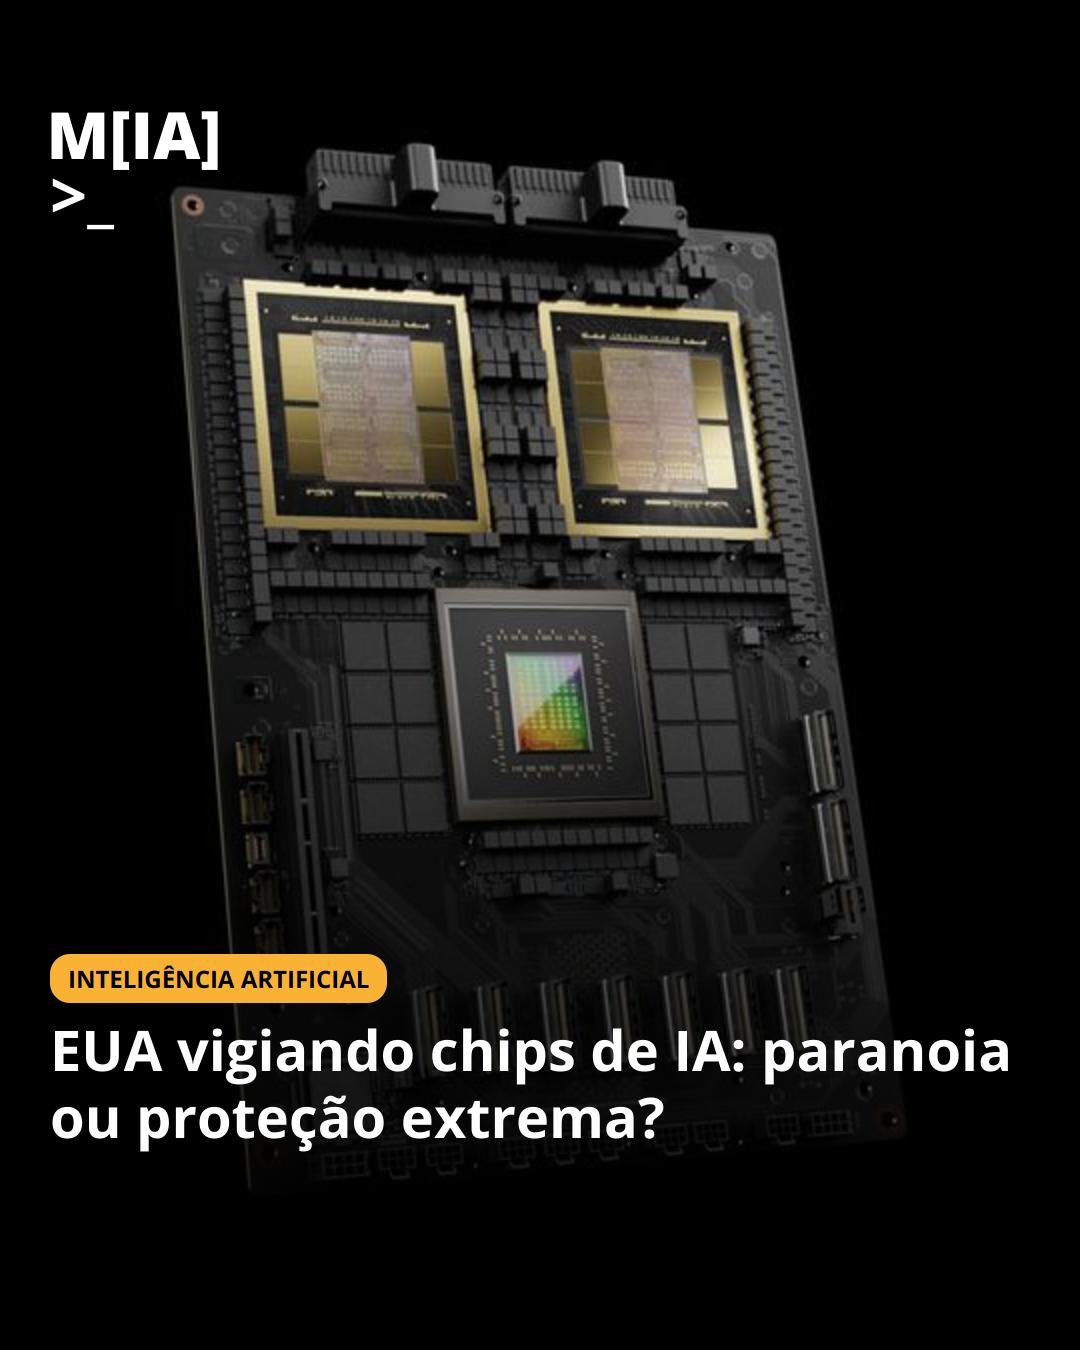 M[IA]
>_
INTELIGÊNCIA ARTIFICIAL
EUA vigiando chips de IA: paranoia
ou proteção extrema?